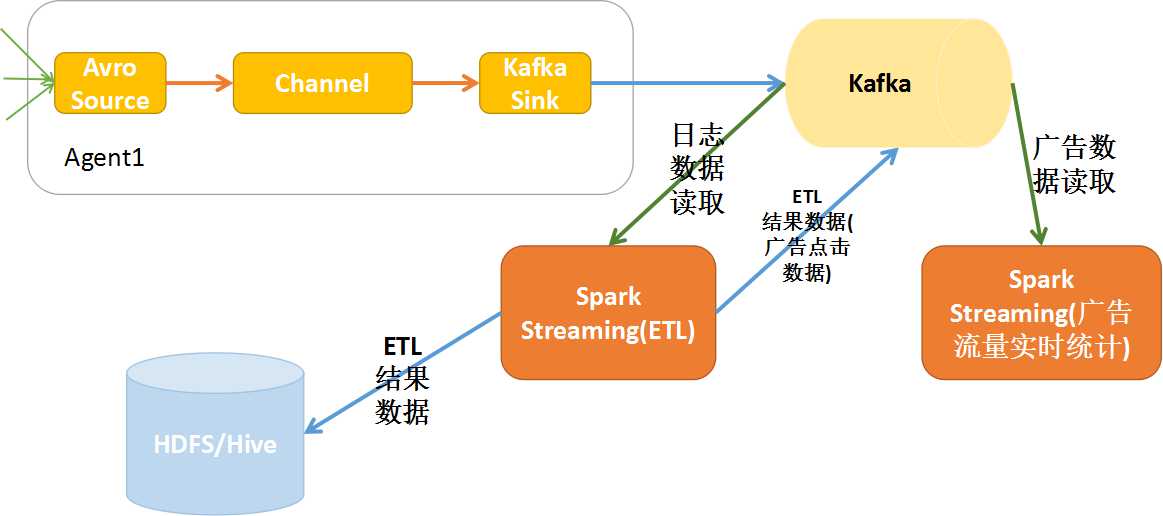 Avro
Source
Channel
Kafka
Sink
Agent1
Kafka
日志
数据
读取
ETL
结果数据(
广告点击
数据)
广告数
据读取
Spark
Streaming(ETL)
Spark
Streaming(广告
流量实时统计)
ETL
结果
数据
HDFS/Hive